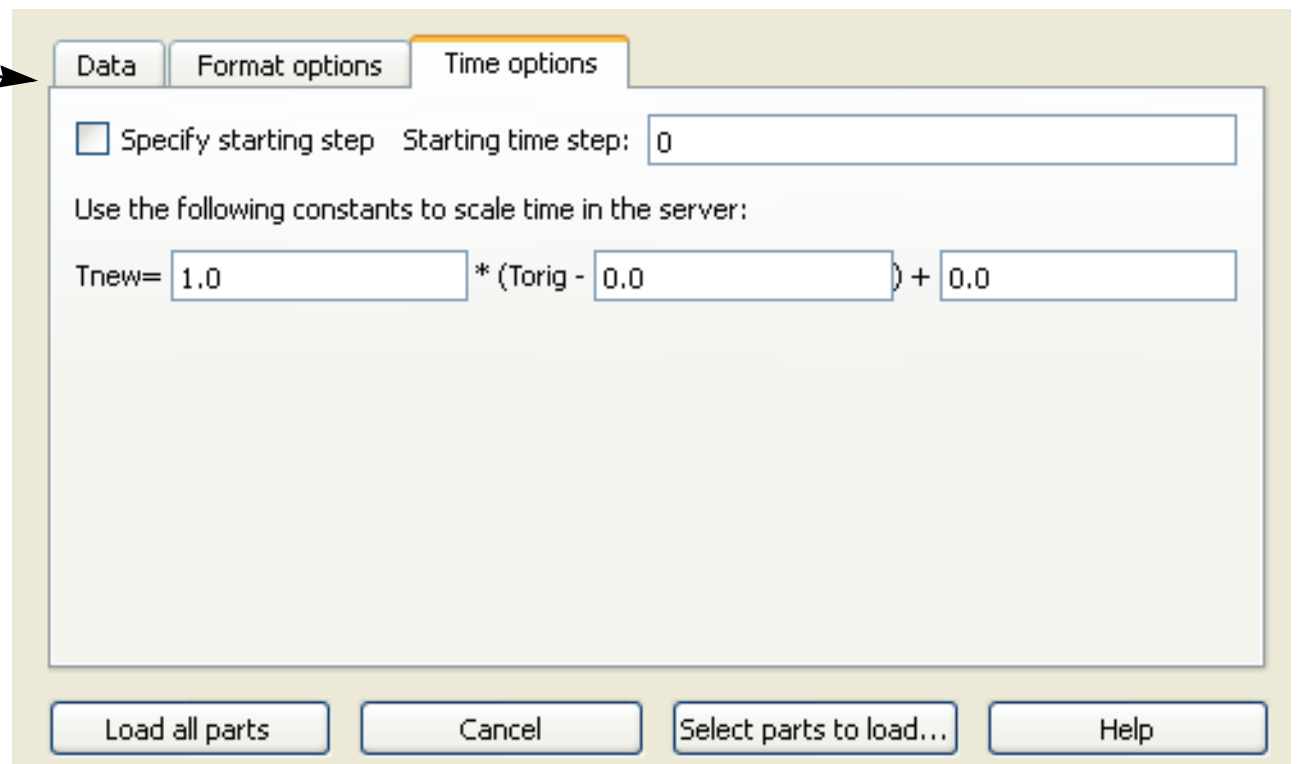 Data Format options Time options
Specify starting step Starting time step: 0
Use the following constants to scale time in the server:
Tnew= 1.0 * (Torig - 0.0 ) + 0.0
Load all parts Cancel Select parts to load... Help